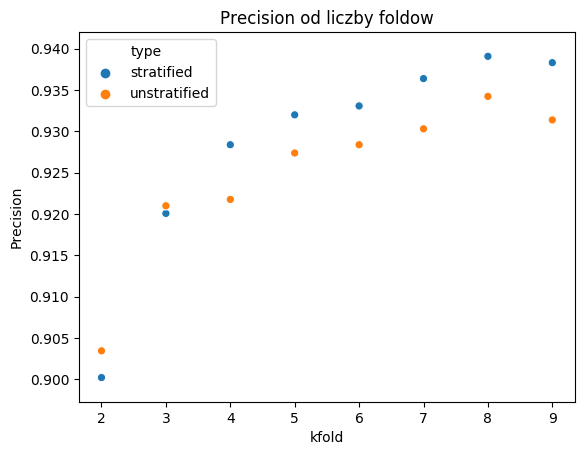 Precision od liczby foldow
type
stratified
unstratified
0.940
0.935
0.930
0.925
0.920
0.915
0.910
0.905
0.900
Precision
2 3 4 5 6 7 8 9
kfold